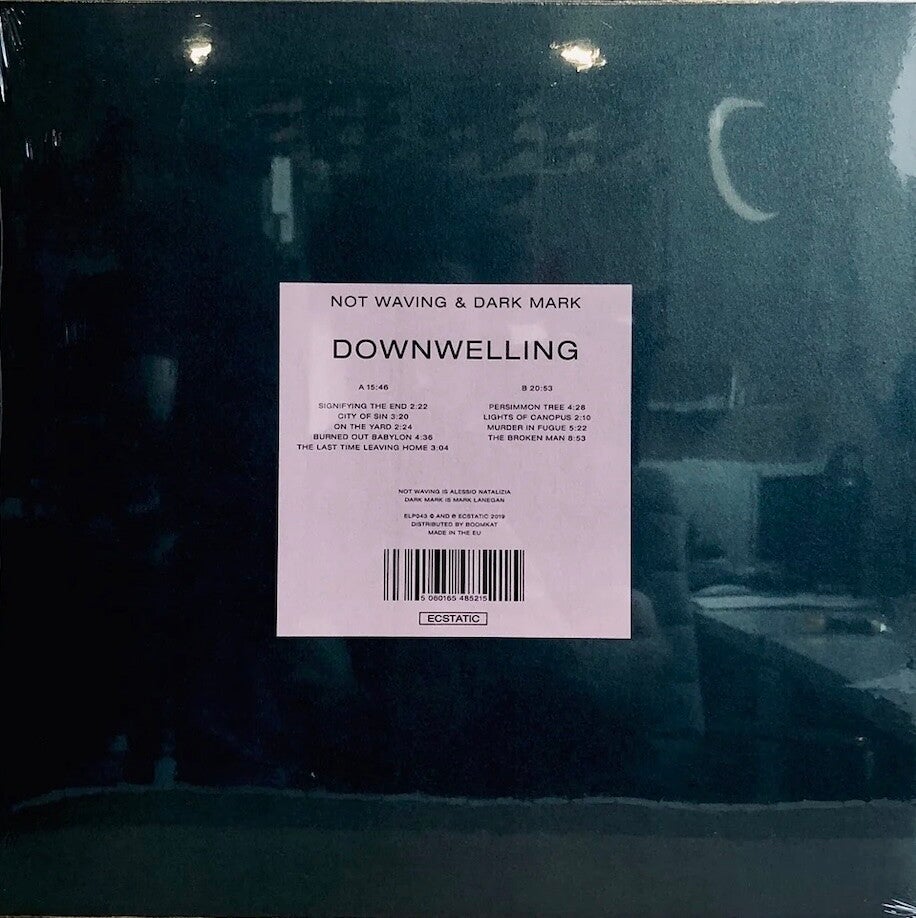 NOT WAVING & DARK MARK
DOWNWELLING
A 15:46
SIGNIFYING THE END 2:22
CITY OF SIN 3:20
ON THE YARD 2:24
BURNED OUT BABYLON 4:36
THE LAST TIME LEAVING HOME 3:04
B 20:53
PERSIMMON TREE 4:28
LIGHTS OF CANOPUS 2:10
MURDER IN FUGUE 5:22
THE BROKEN MAN 8:53
NOT WAVING IS ALESSIO NATALIZIA
DARK MARK IS MARK LANEGAN
ELP043 © AND ℗ ECSTATIC 2019
DISTRIBUTED BY BOOMKAT
MADE IN THE EU
5 060165 485215
ECSTATIC